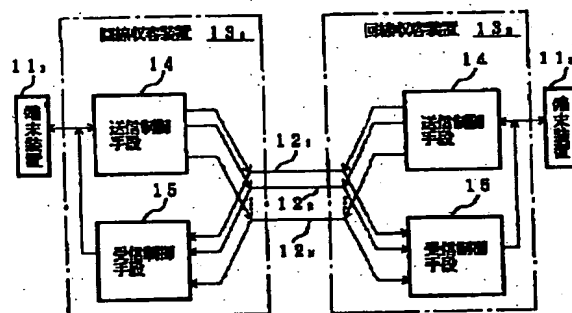 回線収容装置 13₁
14
送信制御
手段
15
受信制御
手段
11₁
端末装置
12₁
12₂
12N
回線収容装置 13₂
14
送信制御
手段
15
受信制御
手段
11₂
端末装置